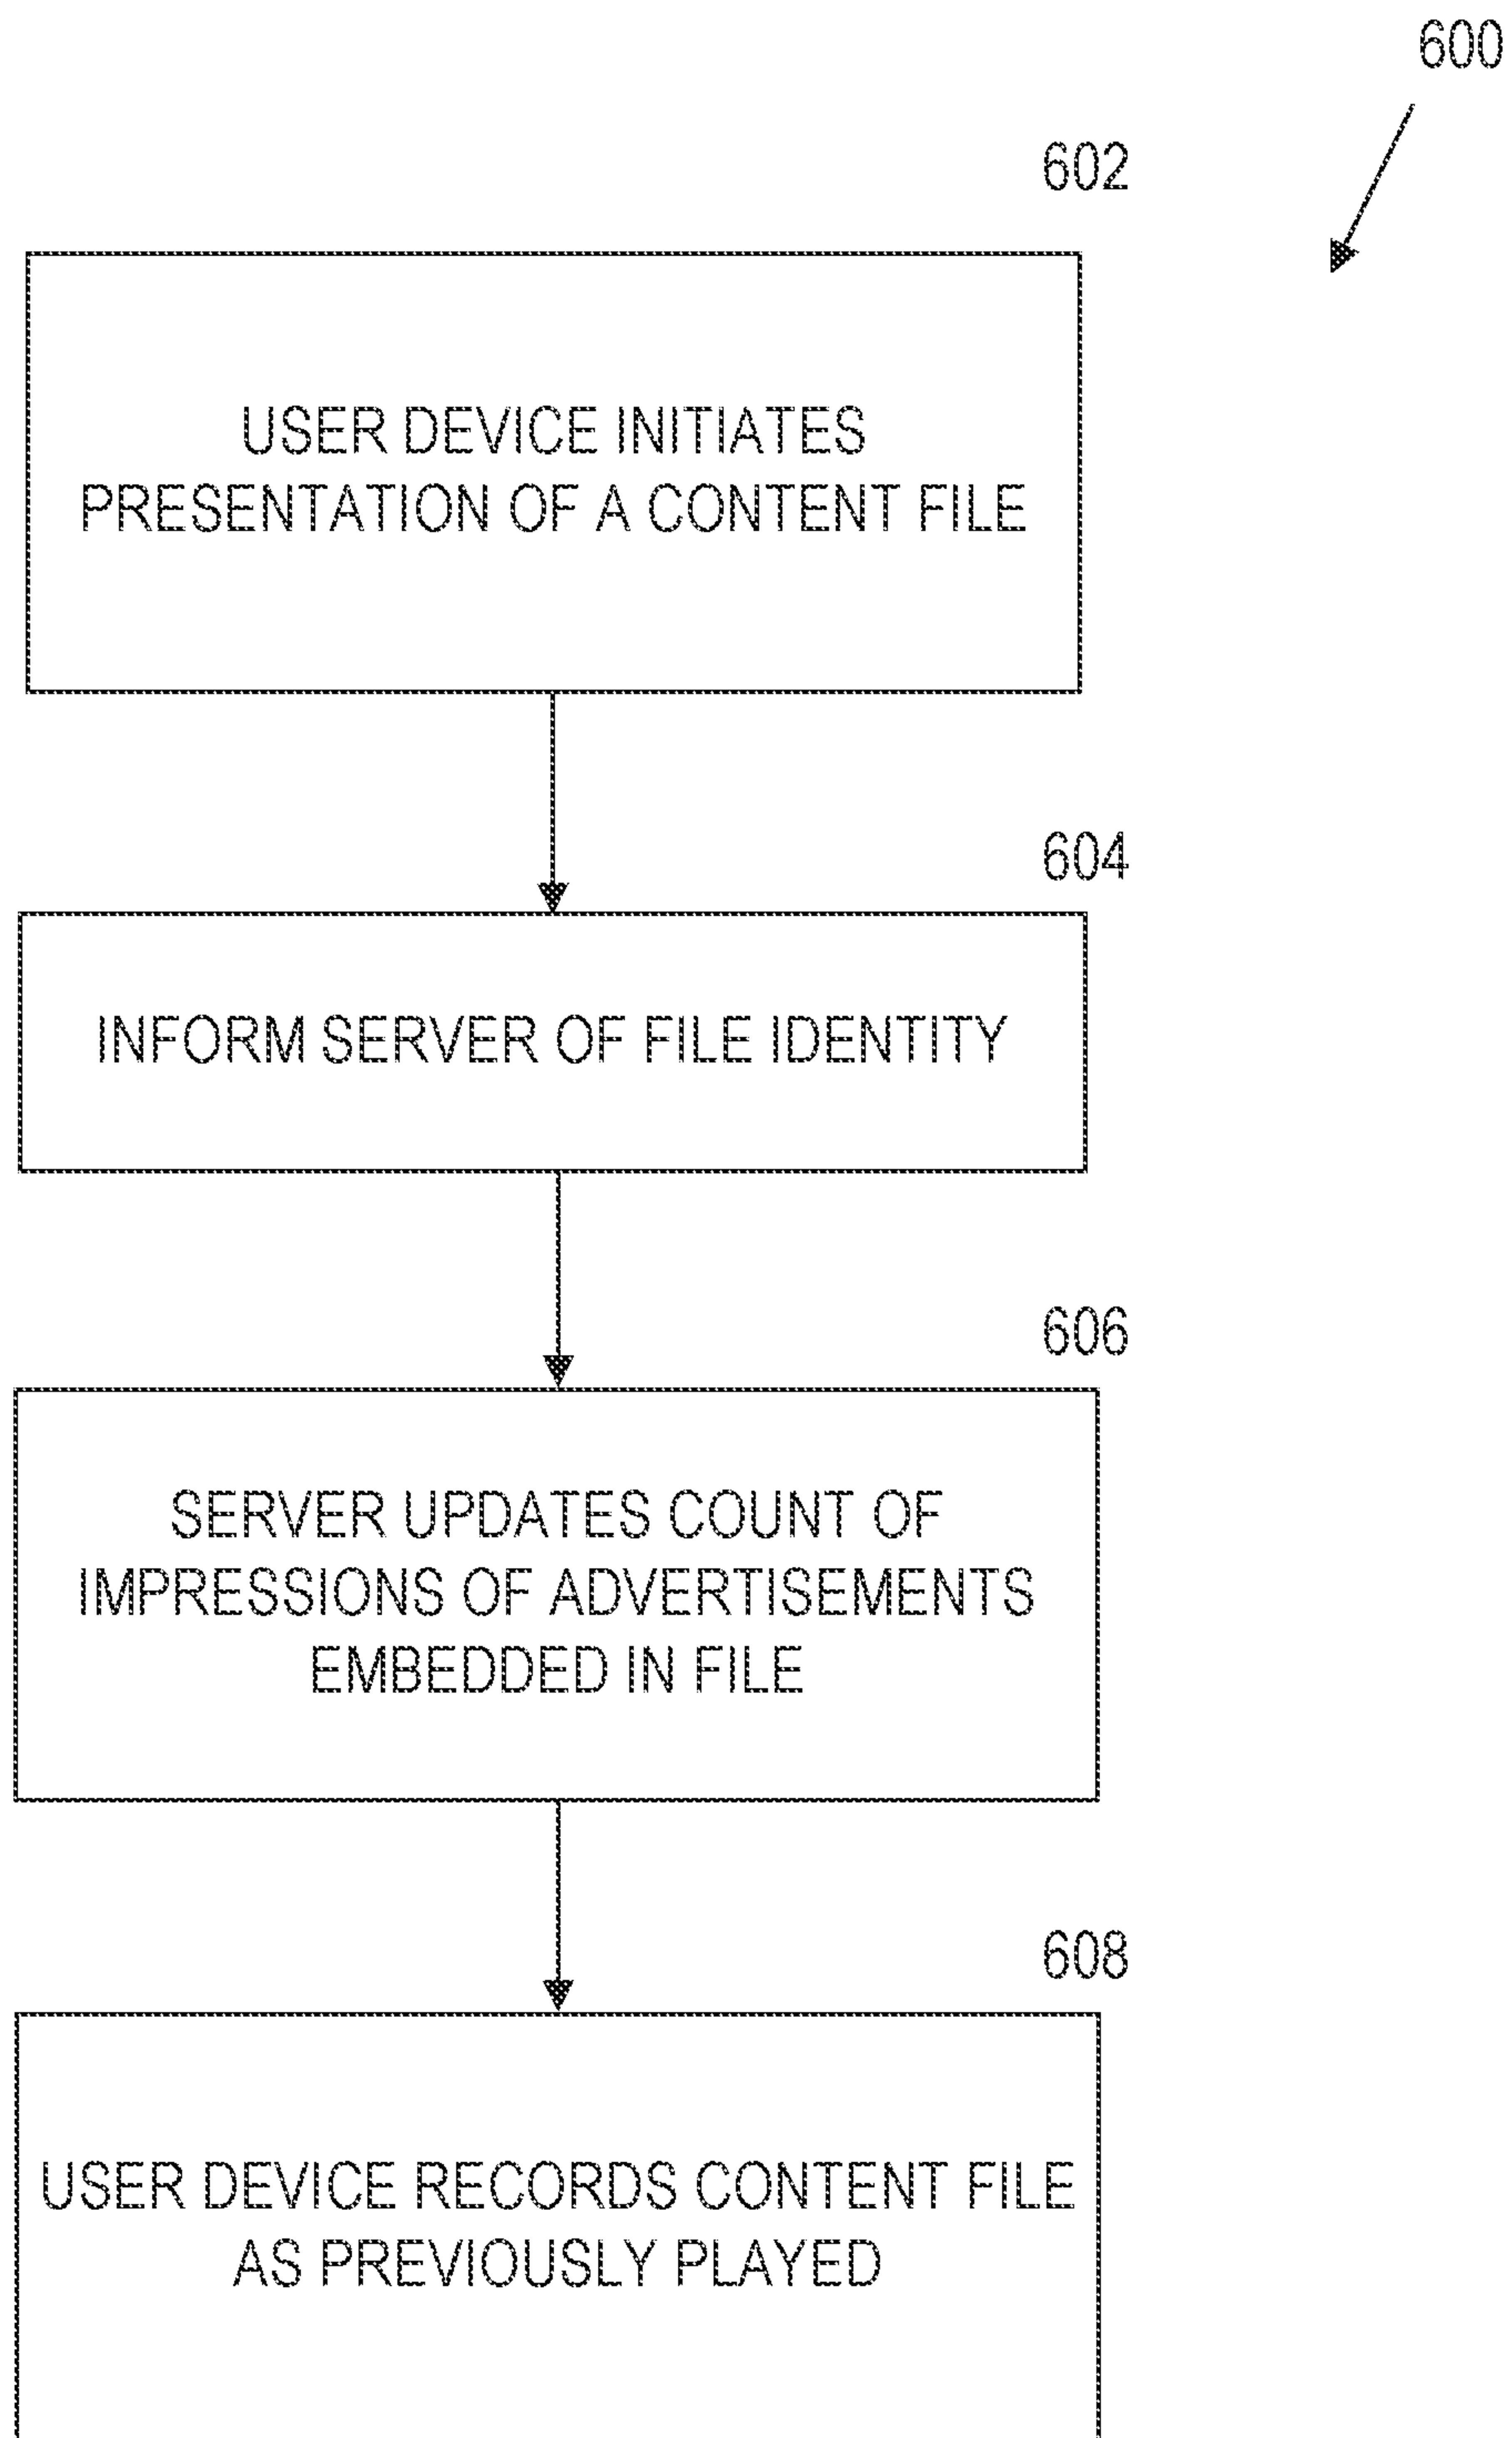 600
602
USER DEVICE INITIATES
PRESENTATION OF A CONTENT FILE
604
INFORM SERVER OF FILE IDENTITY
606
SERVER UPDATES COUNT OF
IMPRESSIONS OF ADVERTISEMENTS
EMBEDDED IN FILE
608
USER DEVICE RECORDS CONTENT FILE
AS PREVIOUSLY PLAYED